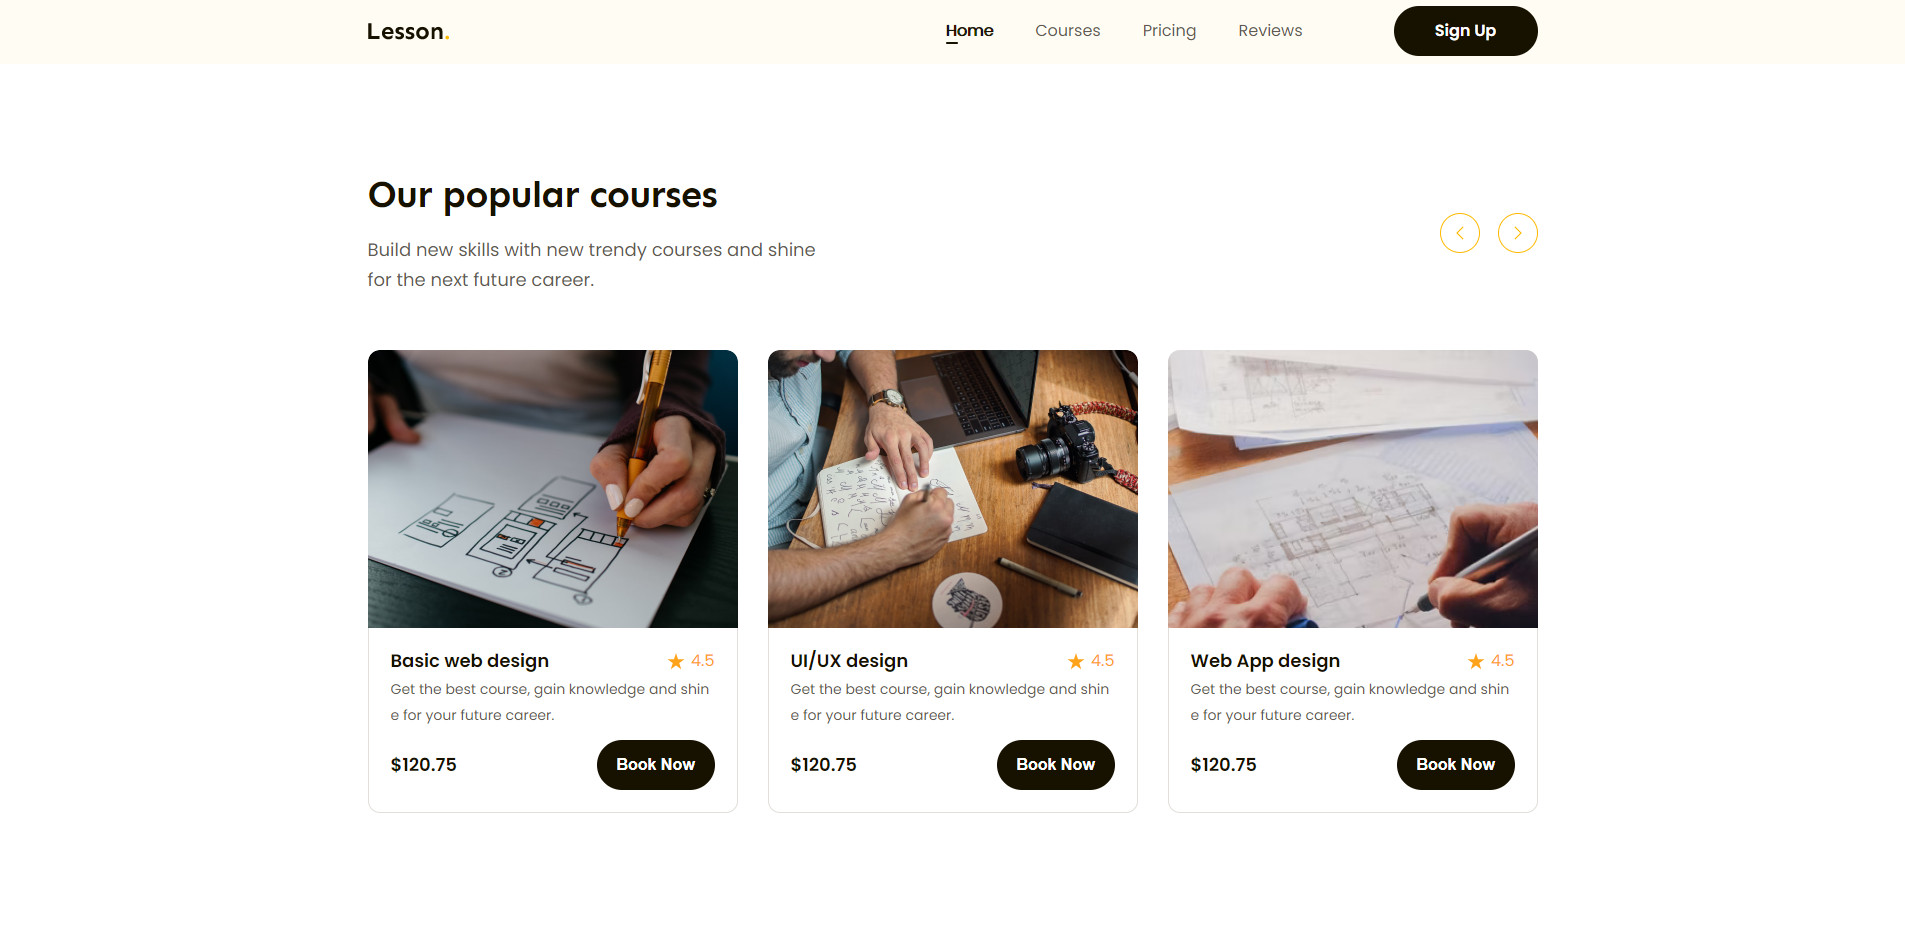 Lesson.
Home Courses Pricing Reviews Sign Up
Our popular courses
Build new skills with new trendy courses and shine
for the next future career.
Basic web design 4.5
Get the best course, gain knowledge and shin
e for your future career.
$120.75 Book Now
UI/UX design 4.5
Get the best course, gain knowledge and shin
e for your future career.
$120.75 Book Now
Web App design 4.5
Get the best course, gain knowledge and shin
e for your future career.
$120.75 Book Now